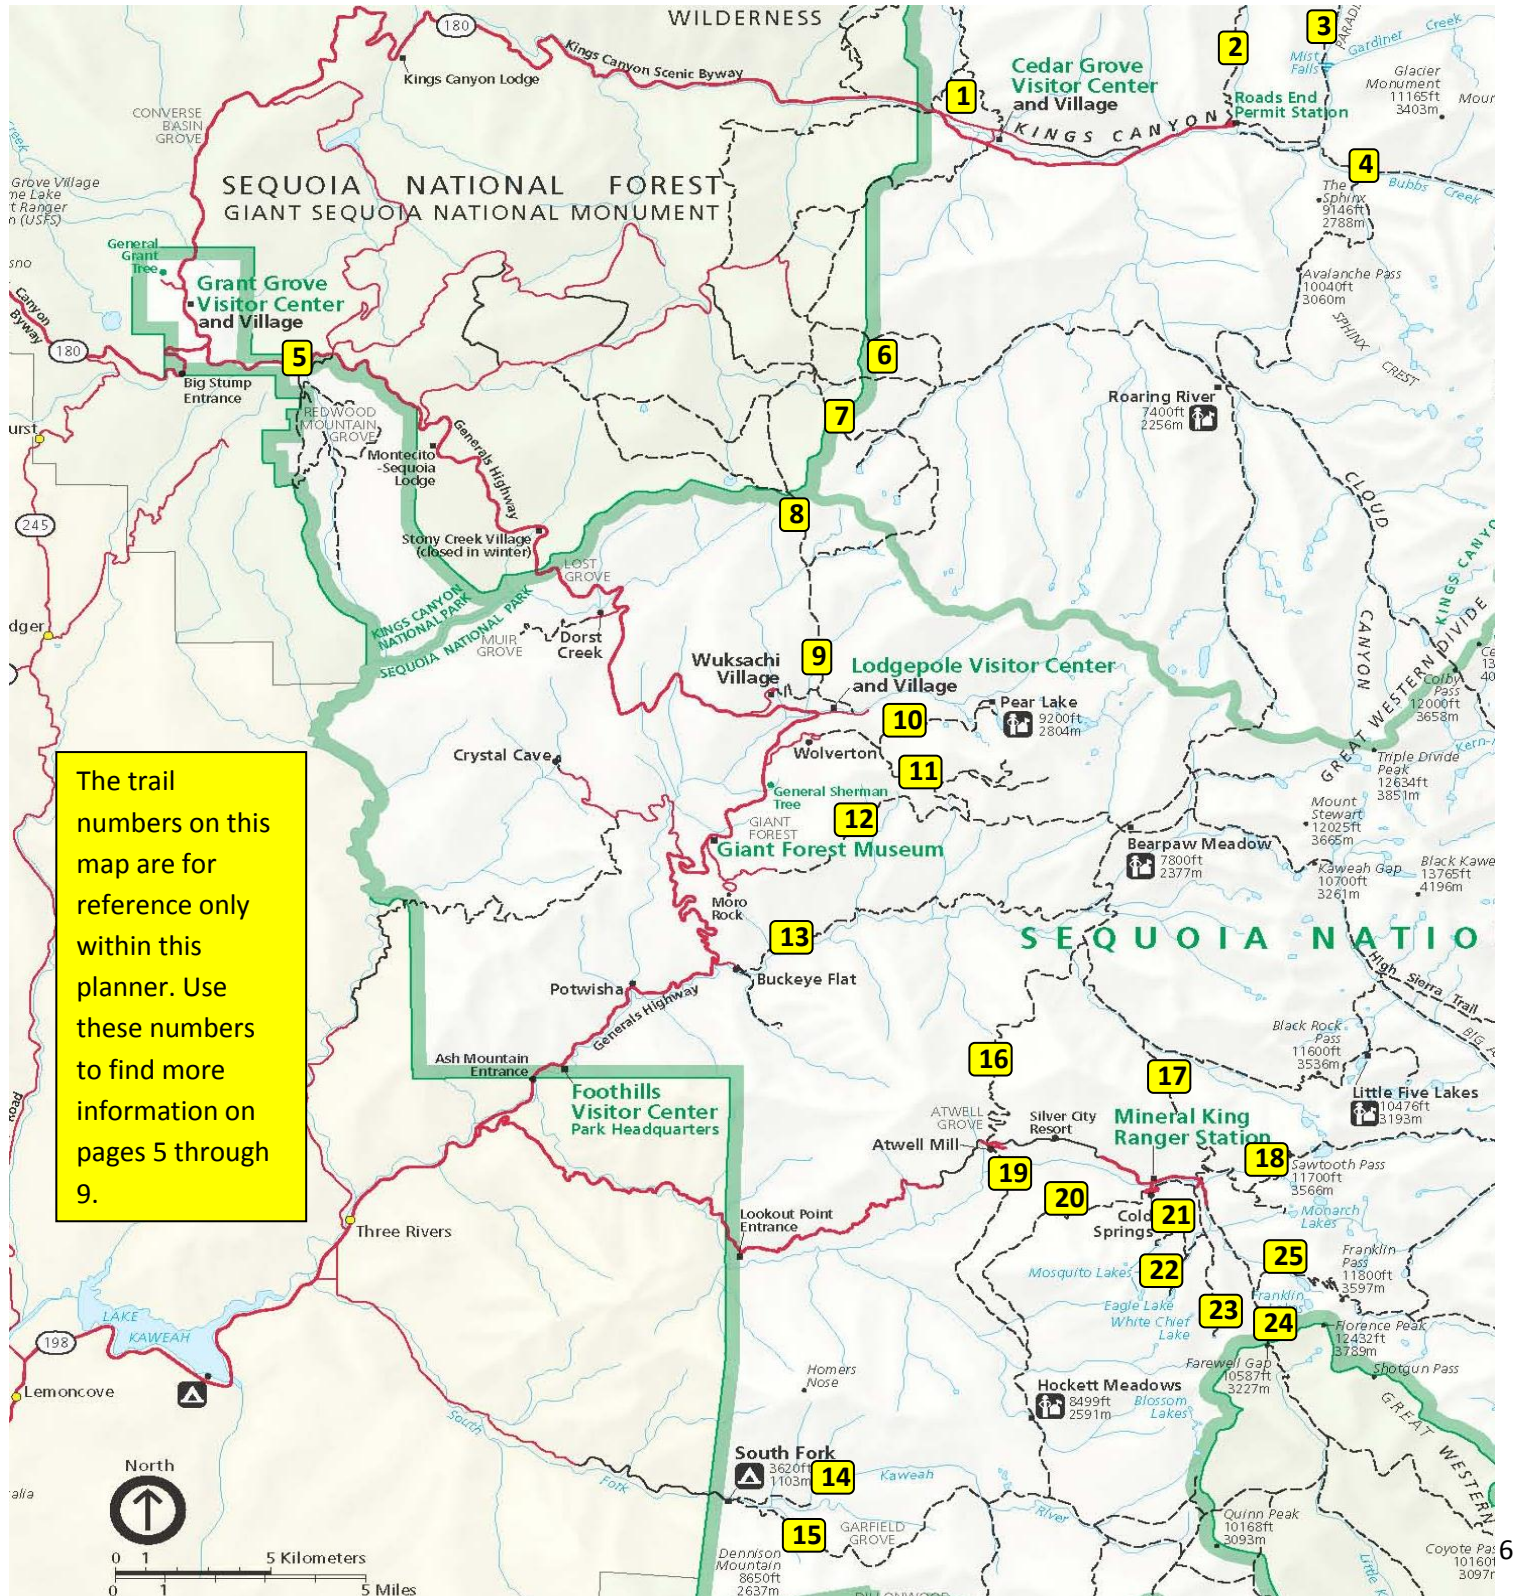 WILDERNESS
180
Kings Canyon Lodge
Kings Canyon Scenic Byway
Cedar Grove
Visitor Center
and Village
1
2
3
Mist
Falls
Gardiner Creek
Glacier
Monument
11165ft
3403m
Roads End
Permit Station
KINGS CANYON
4
Bubbs Creek
The
Sphinx
9146ft
2788m
CONVERSE
BASIN
GROVE
Grove Village
me Lake
t Ranger
n (USFS)
SEQUOIA NATIONAL FOREST
GIANT SEQUOIA NATIONAL MONUMENT
General
Grant
Tree
Grant Grove
Visitor Center
and Village
Canyon
Byway
180
Big Stump
Entrance
5
REDWOOD
MOUNTAIN
GROVE
Montecito
-Sequoia
Lodge
Generals Highway
6
7
8
Avalanche Pass
10040ft
3060m
SPHINX
CREST
Roaring River
7400ft
2256m
CLOUD
CANYON
245
Stony Creek Village
(closed in winter)
LOST
GROVE
KINGS CANYON
NATIONAL PARK
SEQUOIA NATIONAL PARK
MUIR
GROVE
Dorst
Creek
Wuksachi
Village
9
Lodgepole Visitor Center
and Village
10
Pear Lake
9200ft
2804m
Wolverton
11
General Sherman
Tree
12
GIANT
FOREST
Giant Forest Museum
Crystal Cave
Moro
Rock
GREAT WESTERN DIVIDE
Colby
Pass
12000ft
3658m
Triple Divide
Peak
12634ft
3851m
Mount
Stewart
12025ft
3665m
Bearpaw Meadow
7800ft
2377m
Kaweah Gap
10700ft
3261m
Black Kawe
13765ft
4196m
The trail
numbers on this
map are for
reference only
within this
planner. Use
these numbers
to find more
information on
pages 5 through
9.
13
Buckeye Flat
SEQUOIA NATIO
High Sierra Trail
Potwisha
Generals Highway
Ash Mountain
Entrance
Foothills
Visitor Center
Park Headquarters
16
17
Black Rock
Pass
11600ft
3536m
Little Five Lakes
10476ft
3193m
ATWELL
GROVE
Atwell Mill
Silver City
Resort
Mineral King
Ranger Station
18
Sawtooth Pass
11700ft
3566m
19
20
Cold
Springs
21
Monarch
Lakes
Three Rivers
Lookout Point
Entrance
Mosquito Lakes
22
Eagle Lake
White Chief
Lake
23
24
25
Franklin
Franklin
Pass
11800ft
3597m
Florence Peak
12432ft
3789m
Farewell Gap
10587ft
3227m
Shotgun Pass
GREAT WESTERN
LAKE
KAWEAH
198
Lemoncove
Homers
Nose
Hockett Meadows
8499ft
2591m
Blossom
Lakes
South Fork
3620ft
1103m
14
South
Fork
Kaweah
River
15
GARFIELD
GROVE
Dennison
Mountain
8650ft
2637m
Quinn Peak
10168ft
3093m
North
0 1 5 Kilometers
0 1 5 Miles
6